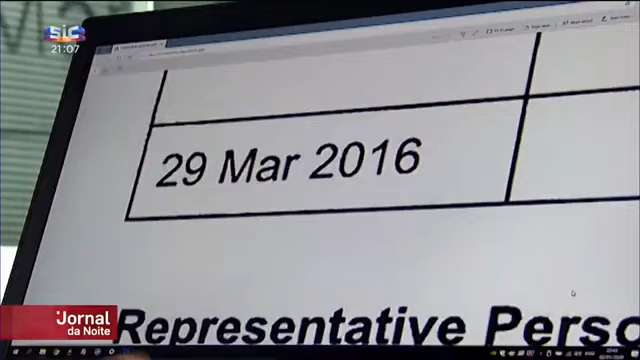 SIC
21:07
29 Mar 2016
Representative Perso
Jornal
da Noite